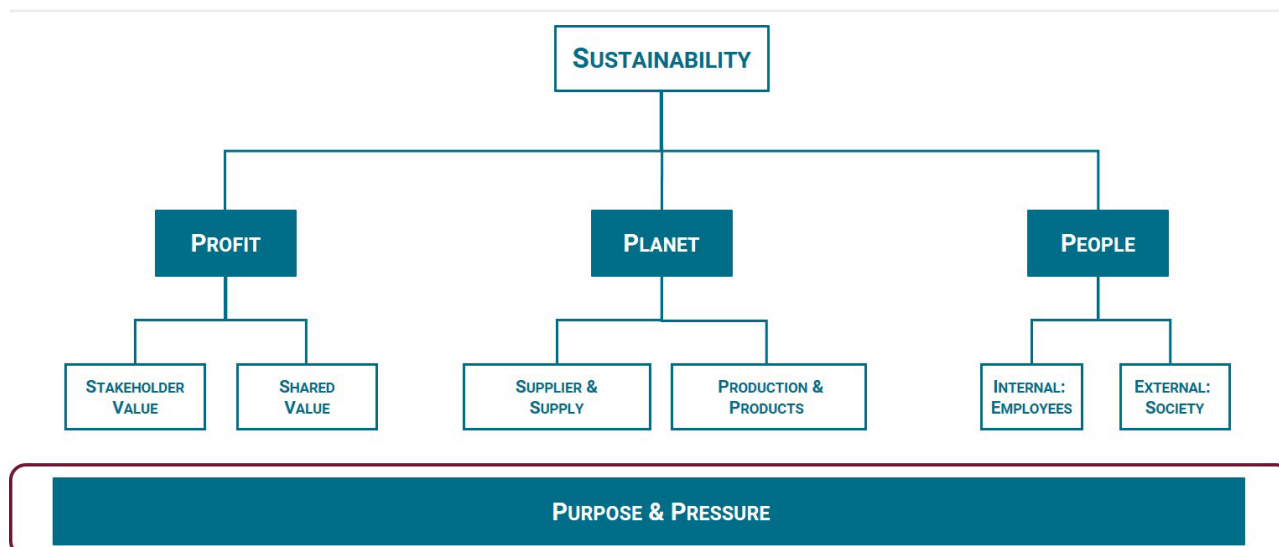 SUSTAINABILITY
PROFIT
PLANET
PEOPLE
STAKEHOLDER
VALUE
SHARED
VALUE
SUPPLIER &
SUPPLY
PRODUCTION &
PRODUCTS
INTERNAL:
EMPLOYEES
EXTERNAL:
SOCIETY
PURPOSE & PRESSURE